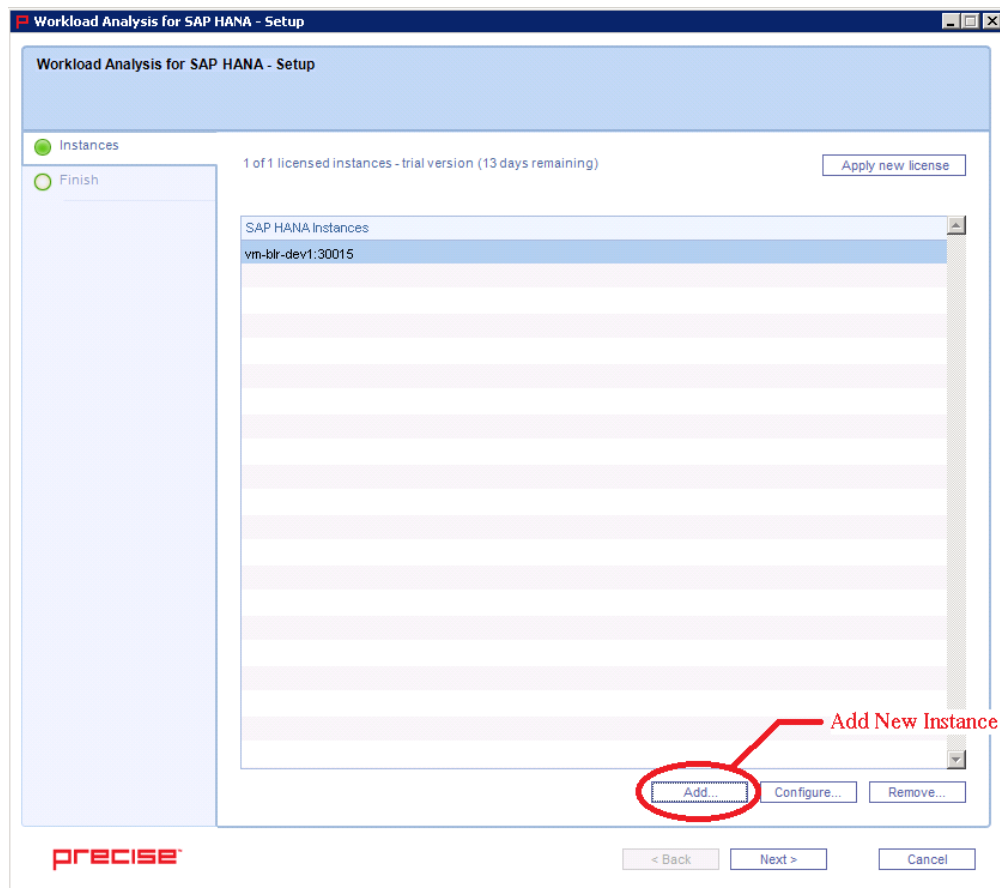 Workload Analysis for SAP HANA - Setup
Workload Analysis for SAP HANA - Setup
Instances
Finish
1 of 1 licensed instances - trial version (13 days remaining)
Apply new license
SAP HANA Instances
vm-blr-dev1:30015
Add New Instance
Add...
Configure...
Remove...
precise
< Back
Next >
Cancel